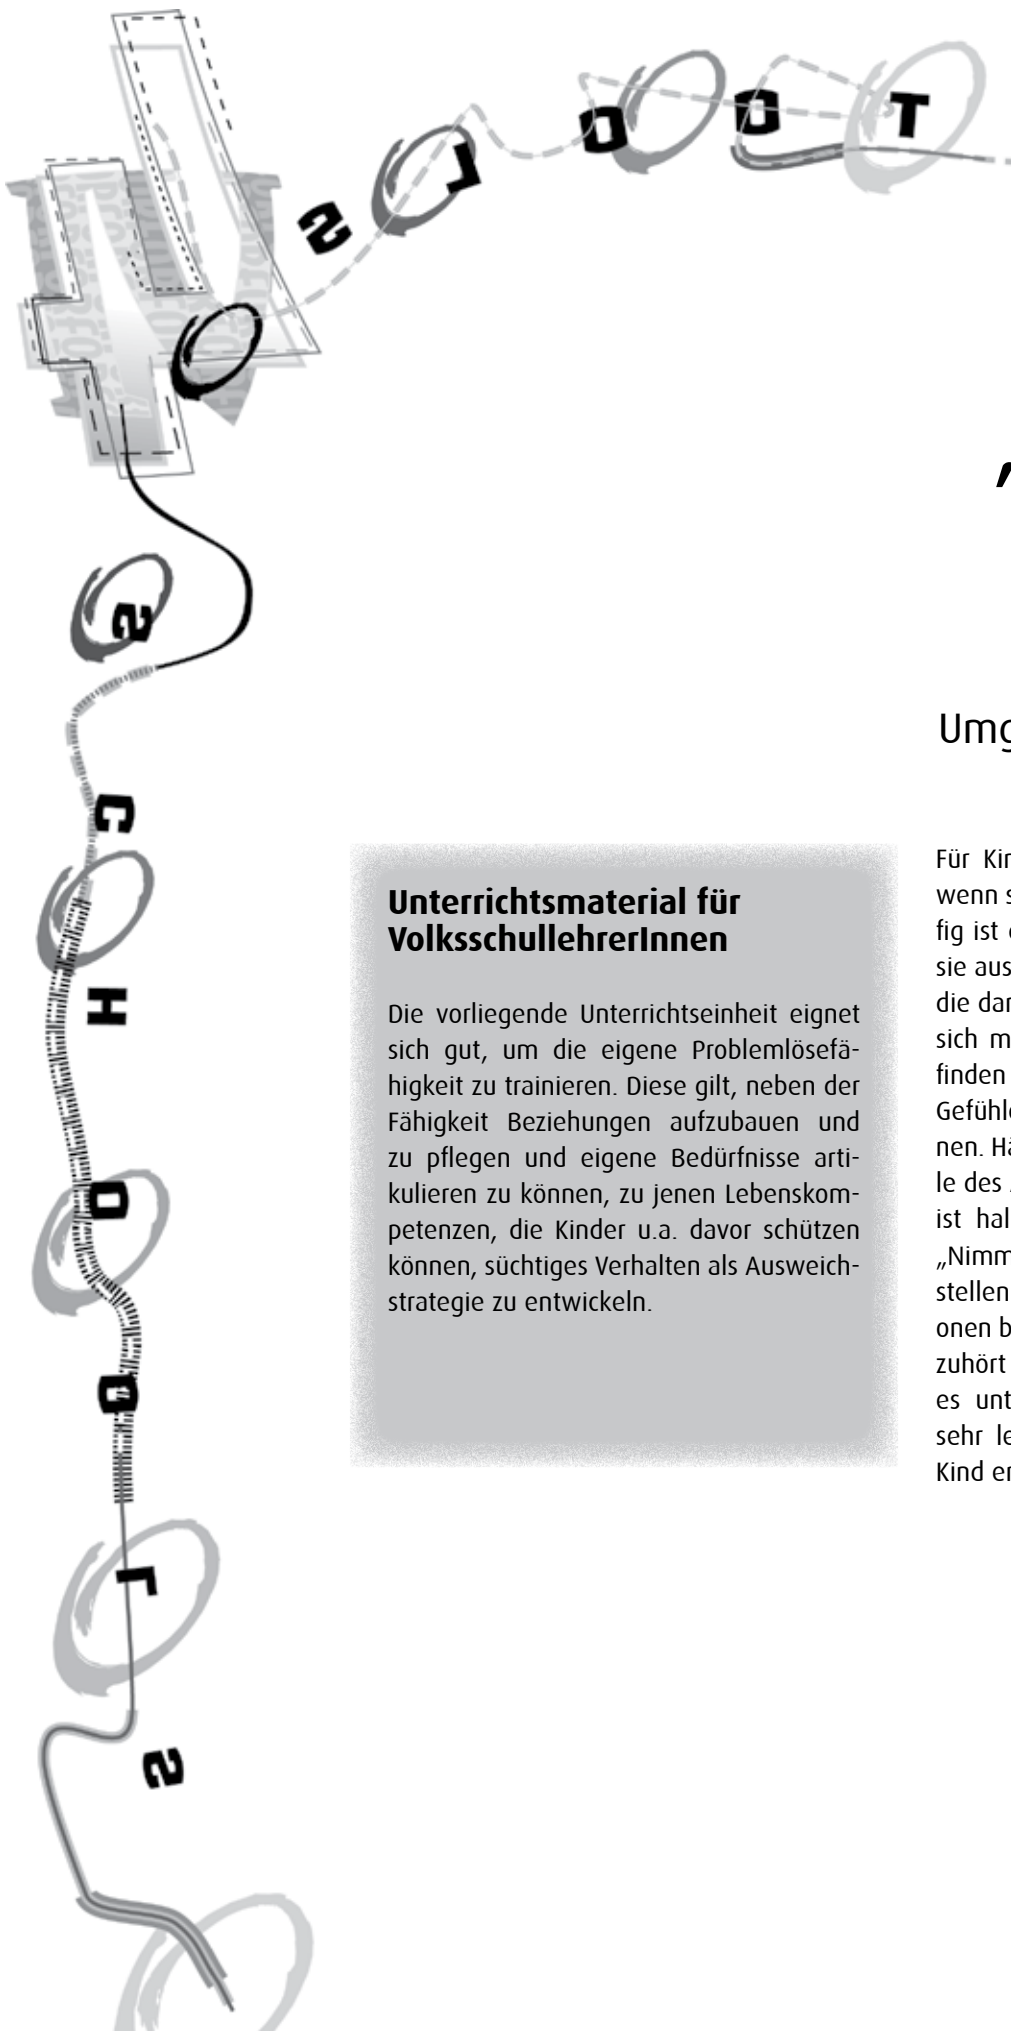 TOOLS
SCHOOLS
„
Umg
Unterrichtsmaterial für
VolksschullehrerInnen
Die vorliegende Unterrichtseinheit eignet
sich gut, um die eigene Problemlösefä-
higkeit zu trainieren. Diese gilt, neben der
Fähigkeit Beziehungen aufzubauen und
zu pflegen und eigene Bedürfnisse arti-
kulieren zu können, zu jenen Lebenskom-
petenzen, die Kinder u.a. davor schützen
können, süchtiges Verhalten als Ausweich-
strategie zu entwickeln.
Für Kin
wenn s
fig ist
sie aus
die dar
sich m
finden
Gefühle
nen. Hä
le des
ist hal
„Nimm
stellen
onen b
zuhört
es unt
sehr le
Kind er